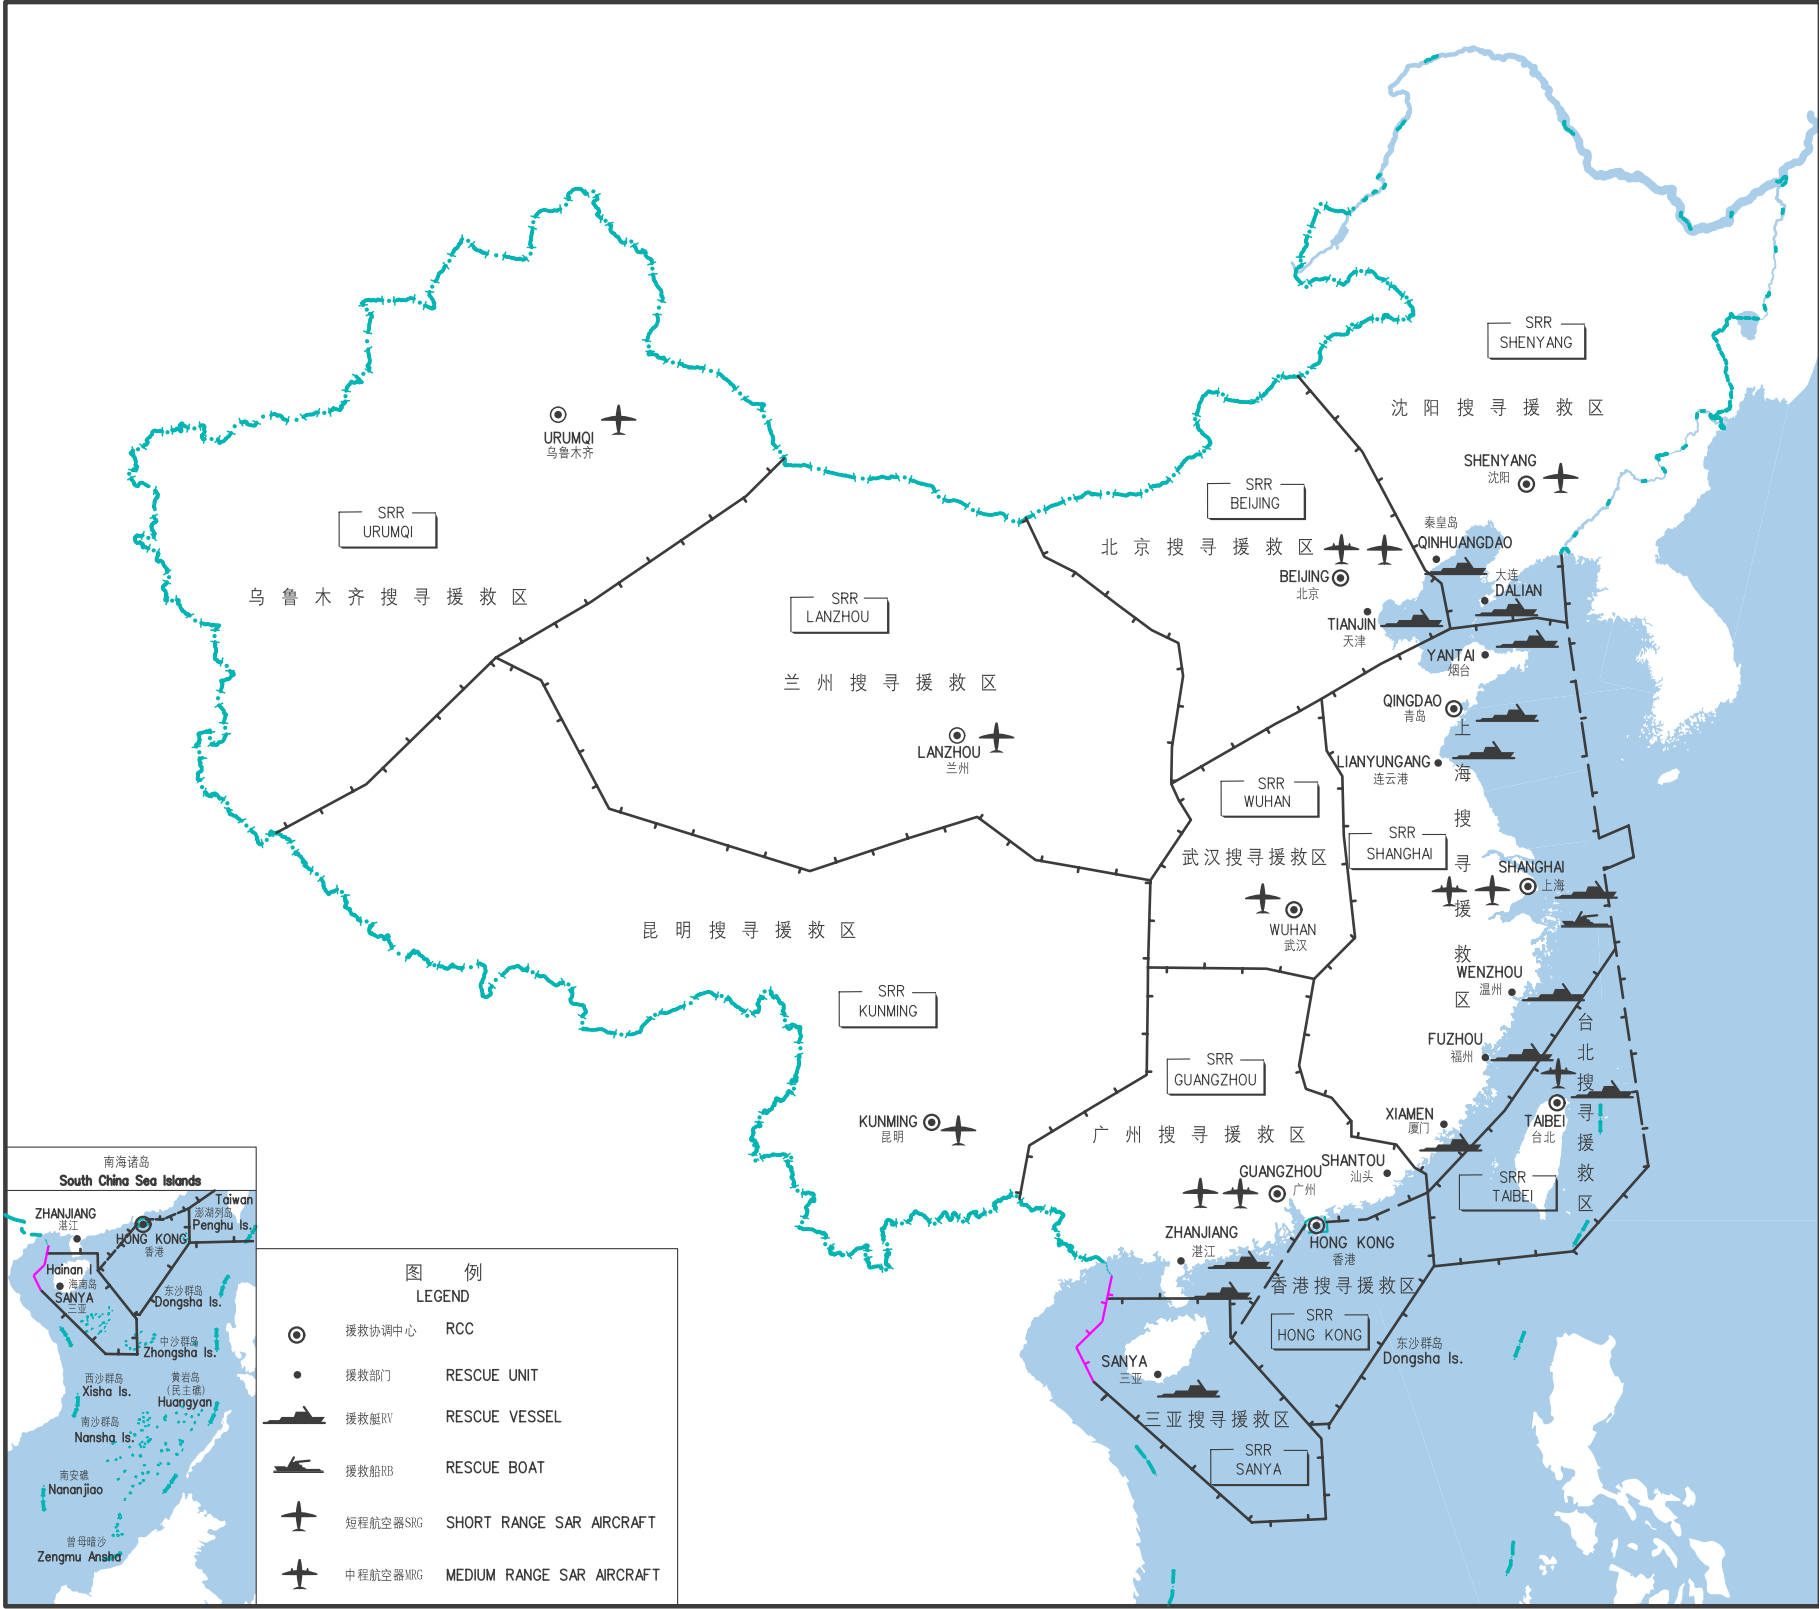 SRR
SHENYANG
沈阳搜寻援救区
SHENYANG
沈阳
URUMQI
乌鲁木齐
SRR
URUMQI
乌鲁木齐搜寻援救区
SRR
BEIJING
北京搜寻援救区
BEIJING
北京
秦皇岛
QINHUANGDAO
大连
DALIAN
TIANJIN
天津
YANTAI
烟台
SRR
LANZHOU
兰州搜寻援救区
LANZHOU
兰州
QINGDAO
青岛
LIANYUNGANG
连云港
上海搜寻援救区
SRR
WUHAN
武汉搜寻援救区
WUHAN
武汉
SRR
SHANGHAI
SHANGHAI
上海
昆明搜寻援救区
SRR
KUNMING
KUNMING
昆明
WENZHOU
温州
FUZHOU
福州
台北搜寻援救区
SRR
GUANGZHOU
广州搜寻援救区
XIAMEN
厦门
TAIBEI
台北
SHANTOU
汕头
GUANGZHOU
广州
SRR
TAIBEI
ZHANJIANG
湛江
HONG KONG
香港
香港搜寻援救区
SRR
HONG KONG
东沙群岛
Dongsha Is.
SANYA
三亚
三亚搜寻援救区
SRR
SANYA
南海诸岛
South China Sea Islands
Taiwan
ZHANJIANG
湛江
澎湖列岛
Penghu Is.
HONG KONG
香港
Hainan I
海南岛
SANYA
三亚
东沙群岛
Dongsha Is.
中沙群岛
Zhongsha Is.
西沙群岛
Xisha Is.
黄岩岛
(民主礁)
Huangyan
南沙群岛
Nansha Is.
南安礁
Nananjiao
曾母暗沙
Zengmu Ansha
图例
LEGEND
援救协调中心 RCC
援救部门 RESCUE UNIT
援救艇RV RESCUE VESSEL
援救船RB RESCUE BOAT
短程航空器SRG SHORT RANGE SAR AIRCRAFT
中程航空器MRG MEDIUM RANGE SAR AIRCRAFT